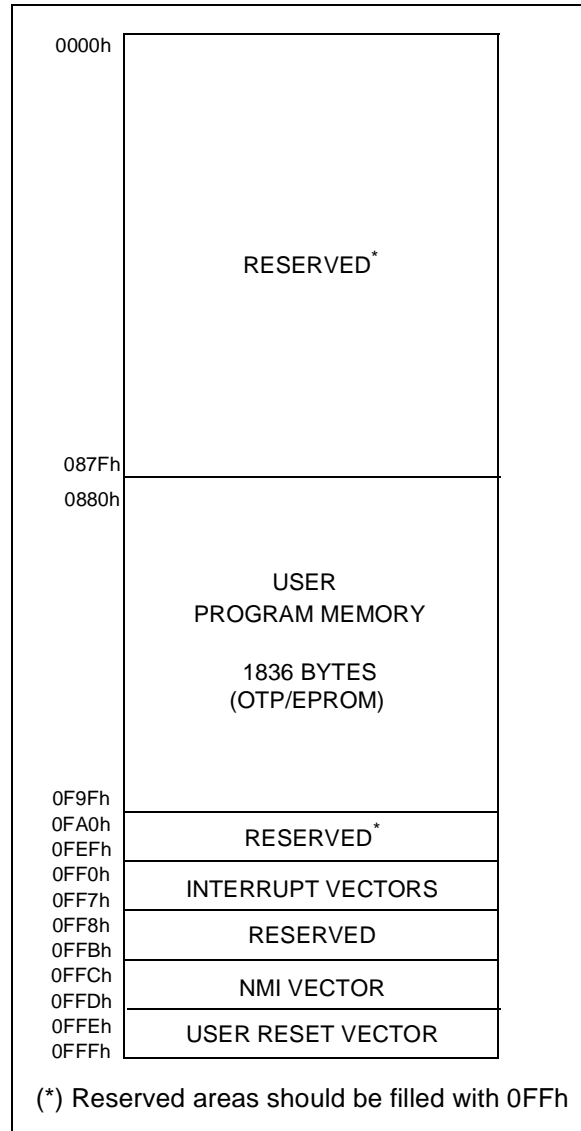 0000h
RESERVED*
087Fh
0880h
USER
PROGRAM MEMORY
1836 BYTES
(OTP/EPROM)
0F9Fh
0FA0h
RESERVED*
0FEFh
0FF0h
INTERRUPT VECTORS
0FF7h
0FF8h
RESERVED
0FFBh
0FFCh
NMI VECTOR
0FFDh
0FFEh
USER RESET VECTOR
0FFFh
(*) Reserved areas should be filled with 0FFh